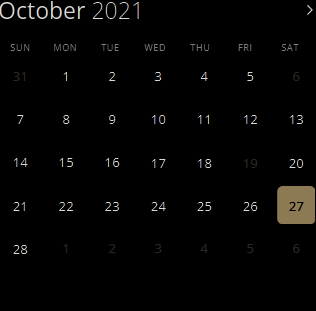 October 2021
SUN MON TUE WED THU FRI SAT
31 1 2 3 4 5 6
7 8 9 10 11 12 13
14 15 16 17 18 19 20
21 22 23 24 25 26 27
28 1 2 3 4 5 6